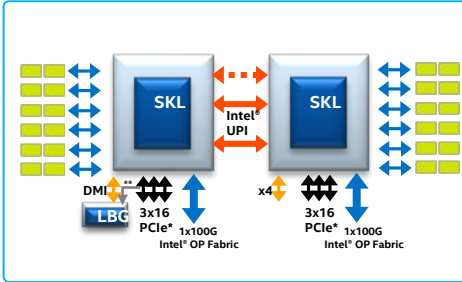 SKL
SKL
Intel®
UPI
DMI
**
x4
LBG
3x16
PCIe*
1x100G
Intel® OP Fabric
3x16
PCIe*
1x100G
Intel® OP Fabric